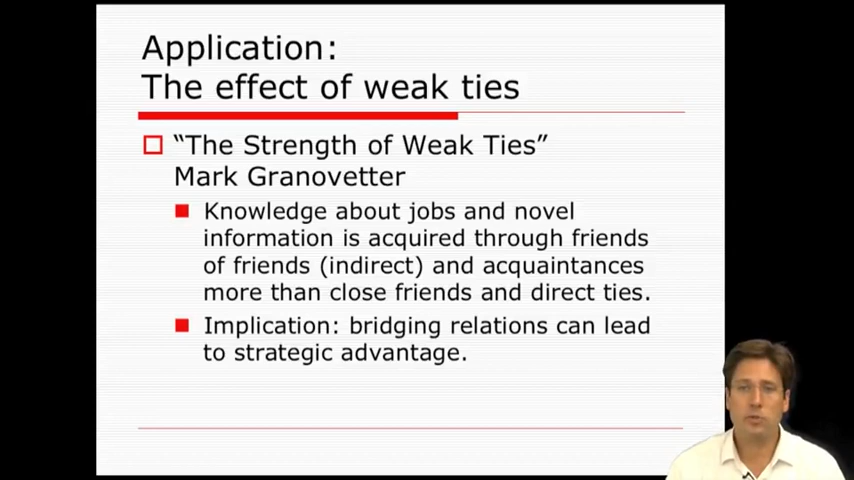 Application:
The effect of weak ties
“The Strength of Weak Ties”
Mark Granovetter
Knowledge about jobs and novel
information is acquired through friends
of friends (indirect) and acquaintances
more than close friends and direct ties.
Implication: bridging relations can lead
to strategic advantage.